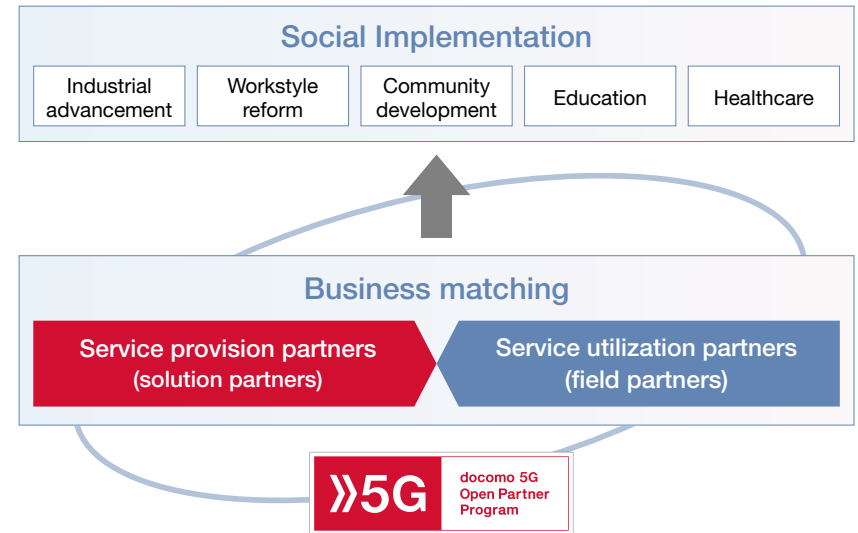 Social Implementation
Industrial
advancement
Workstyle
reform
Community
development
Education
Healthcare
Business matching
Service provision partners
(solution partners)
Service utilization partners
(field partners)
5G
docomo 5G
Open Partner
Program